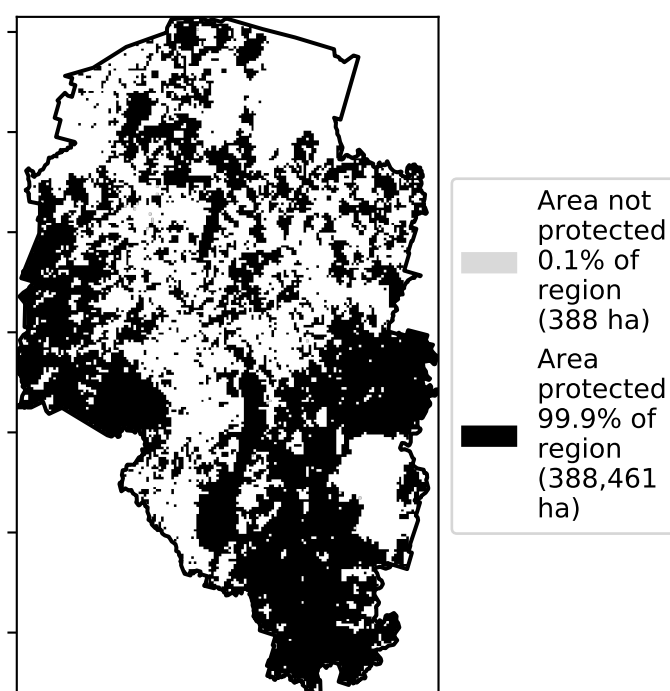 Area not
protected
0.1% of
region
(388 ha)
Area
protected
99.9% of
region
(388,461
ha)